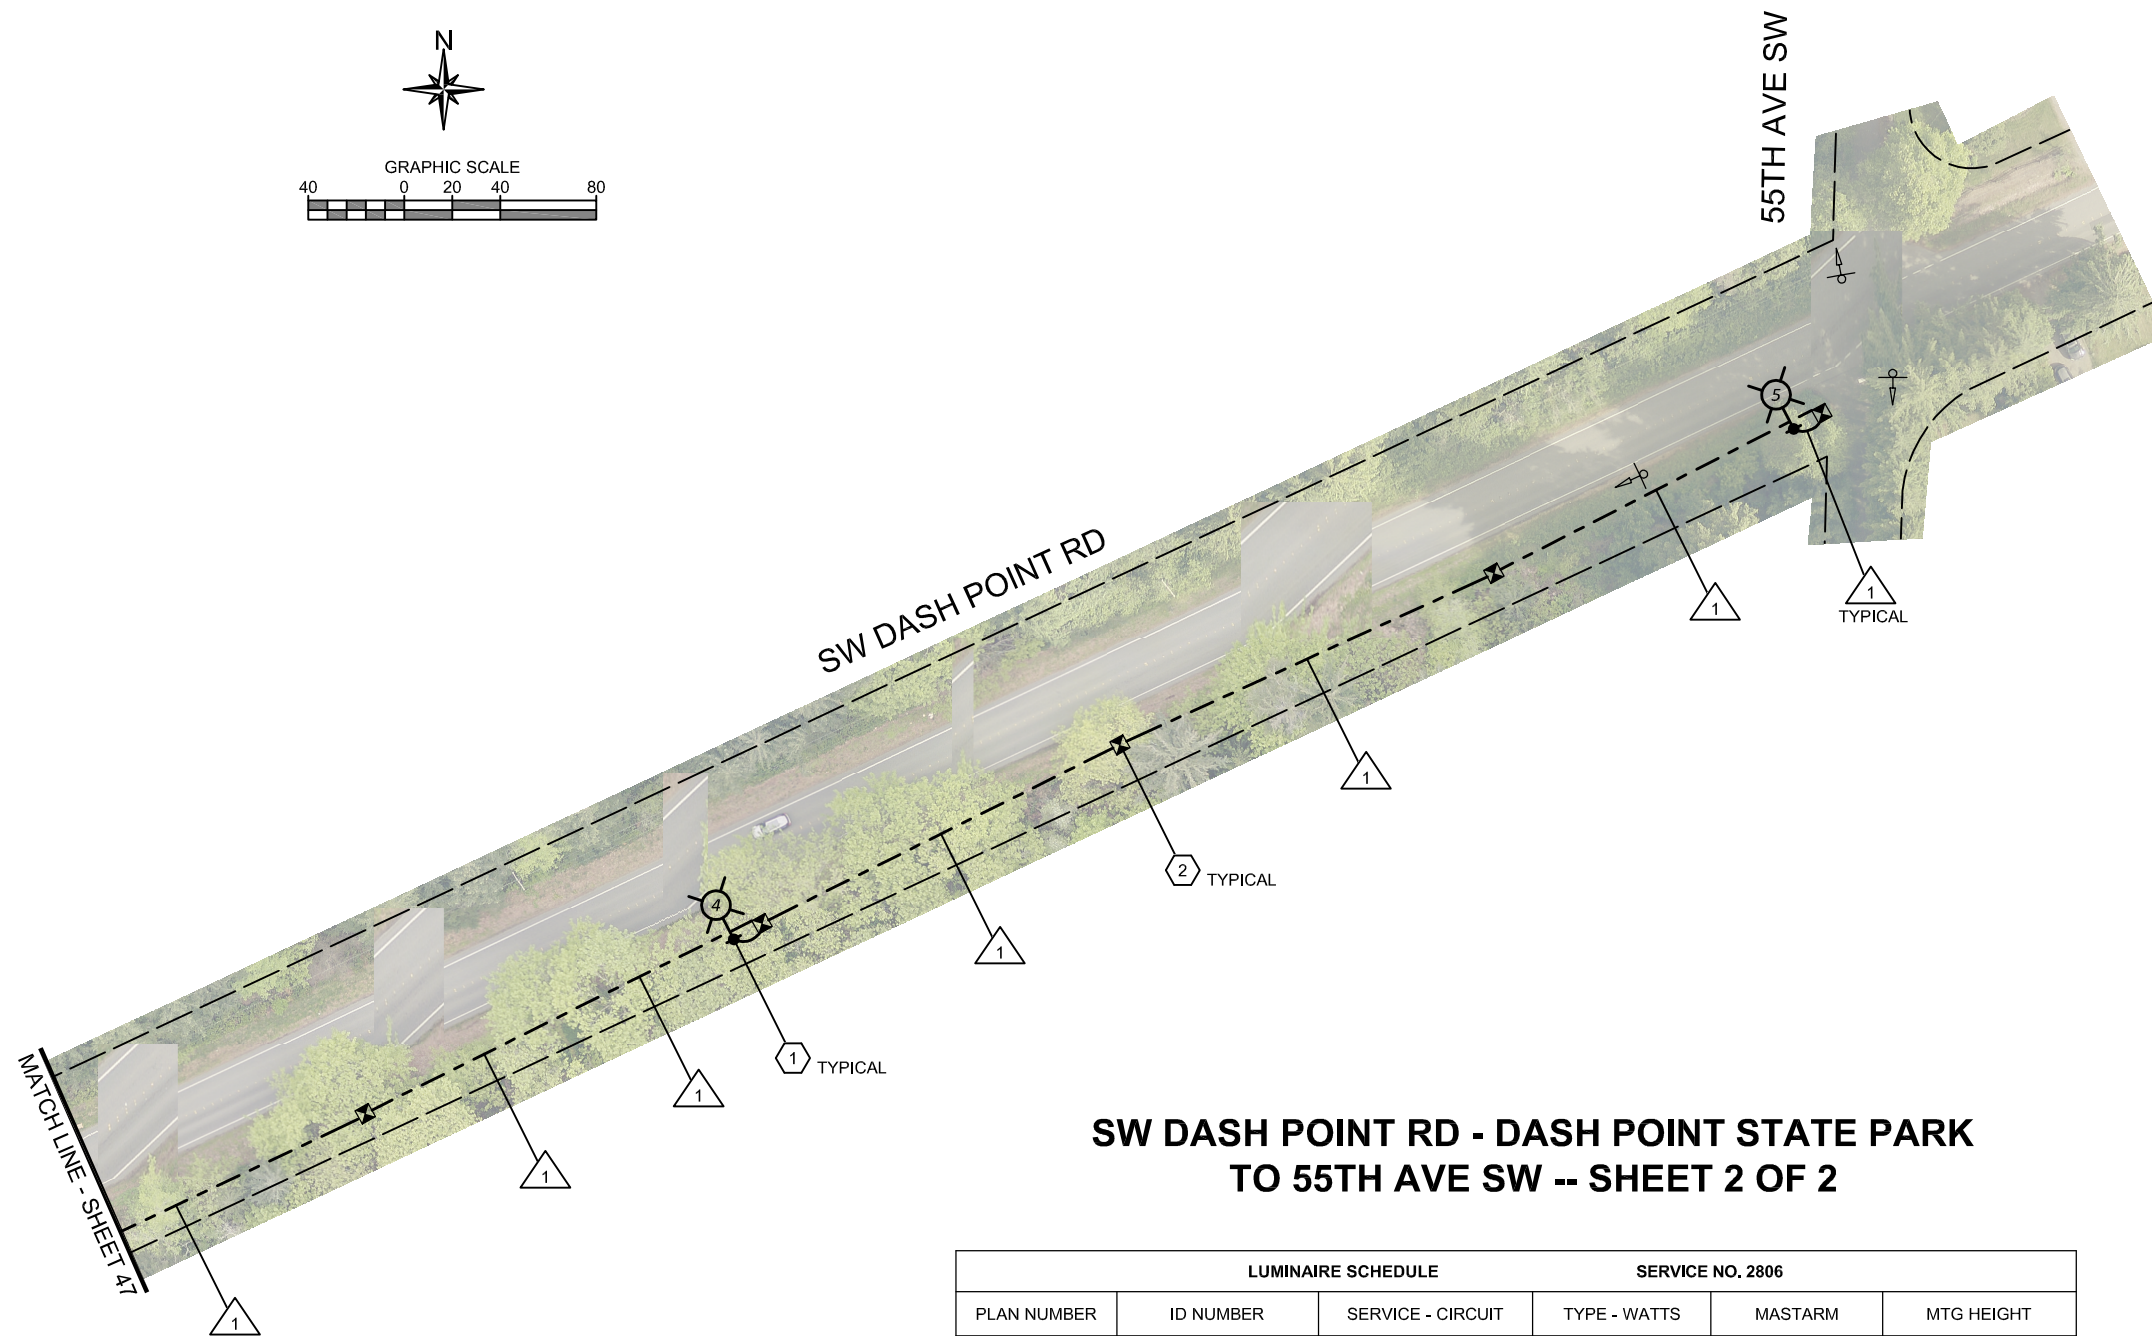 N
GRAPHIC SCALE
40 0 20 40 80
55TH AVE SW
5
1
1
TYPICAL
SW DASH POINT RD
1
2 TYPICAL
4
1
1 TYPICAL
1
1
MATCH LINE - SHEET 47
1
SW DASH POINT RD - DASH POINT STATE PARK
TO 55TH AVE SW -- SHEET 2 OF 2
LUMINAIRE SCHEDULE SERVICE NO. 2806
PLAN NUMBER ID NUMBER SERVICE - CIRCUIT TYPE - WATTS MASTARM MTG HEIGHT